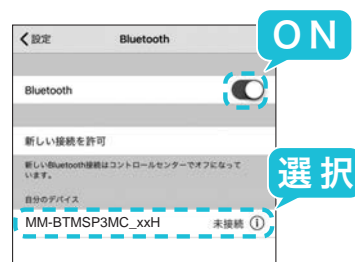 ON
設定 Bluetooth
Bluetooth
新しい接続を許可
新しいBluetooth接続はコントロールセンターでオフになって
います。
選択
自分のデバイス
MM-BTMSP3MC_xxH 未接続 i